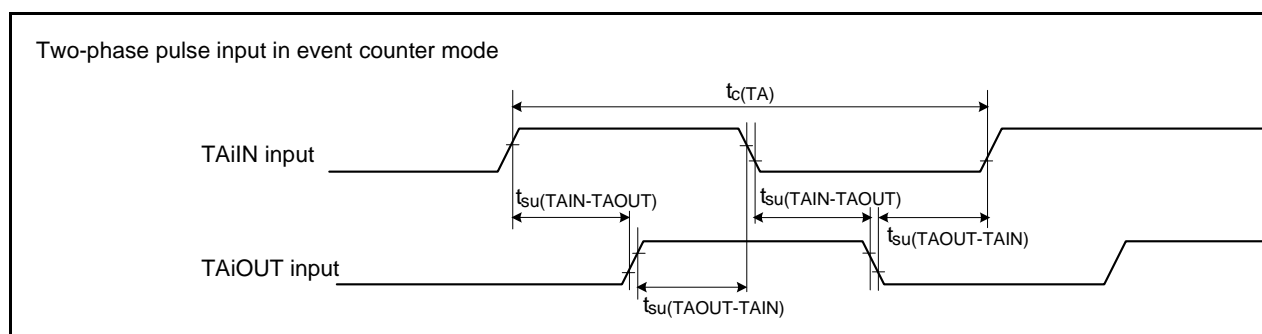 Two-phase pulse input in event counter mode
tc(TA)
TAiIN input
tsu(TAIN-TAOUT)
tsu(TAIN-TAOUT)
tsu(TAOUT-TAIN)
TAiOUT input
tsu(TAOUT-TAIN)